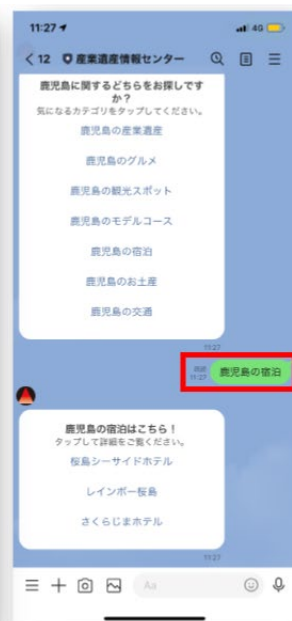 11:27
4G
12 産業遺産情報センター
鹿児島に関するどちらをお探しです
か？
気になるカテゴリをタップしてください。
鹿児島の産業遺産
鹿児島のグルメ
鹿児島の観光スポット
鹿児島のモデルコース
鹿児島の宿泊
鹿児島のお土産
鹿児島の交通
11:27
既読
11:27
鹿児島の宿泊
鹿児島の宿泊はこちら！
タップして詳細をご覧ください。
桜島シーサイドホテル
レインボー桜島
さくらじまホテル
11:27
Aa